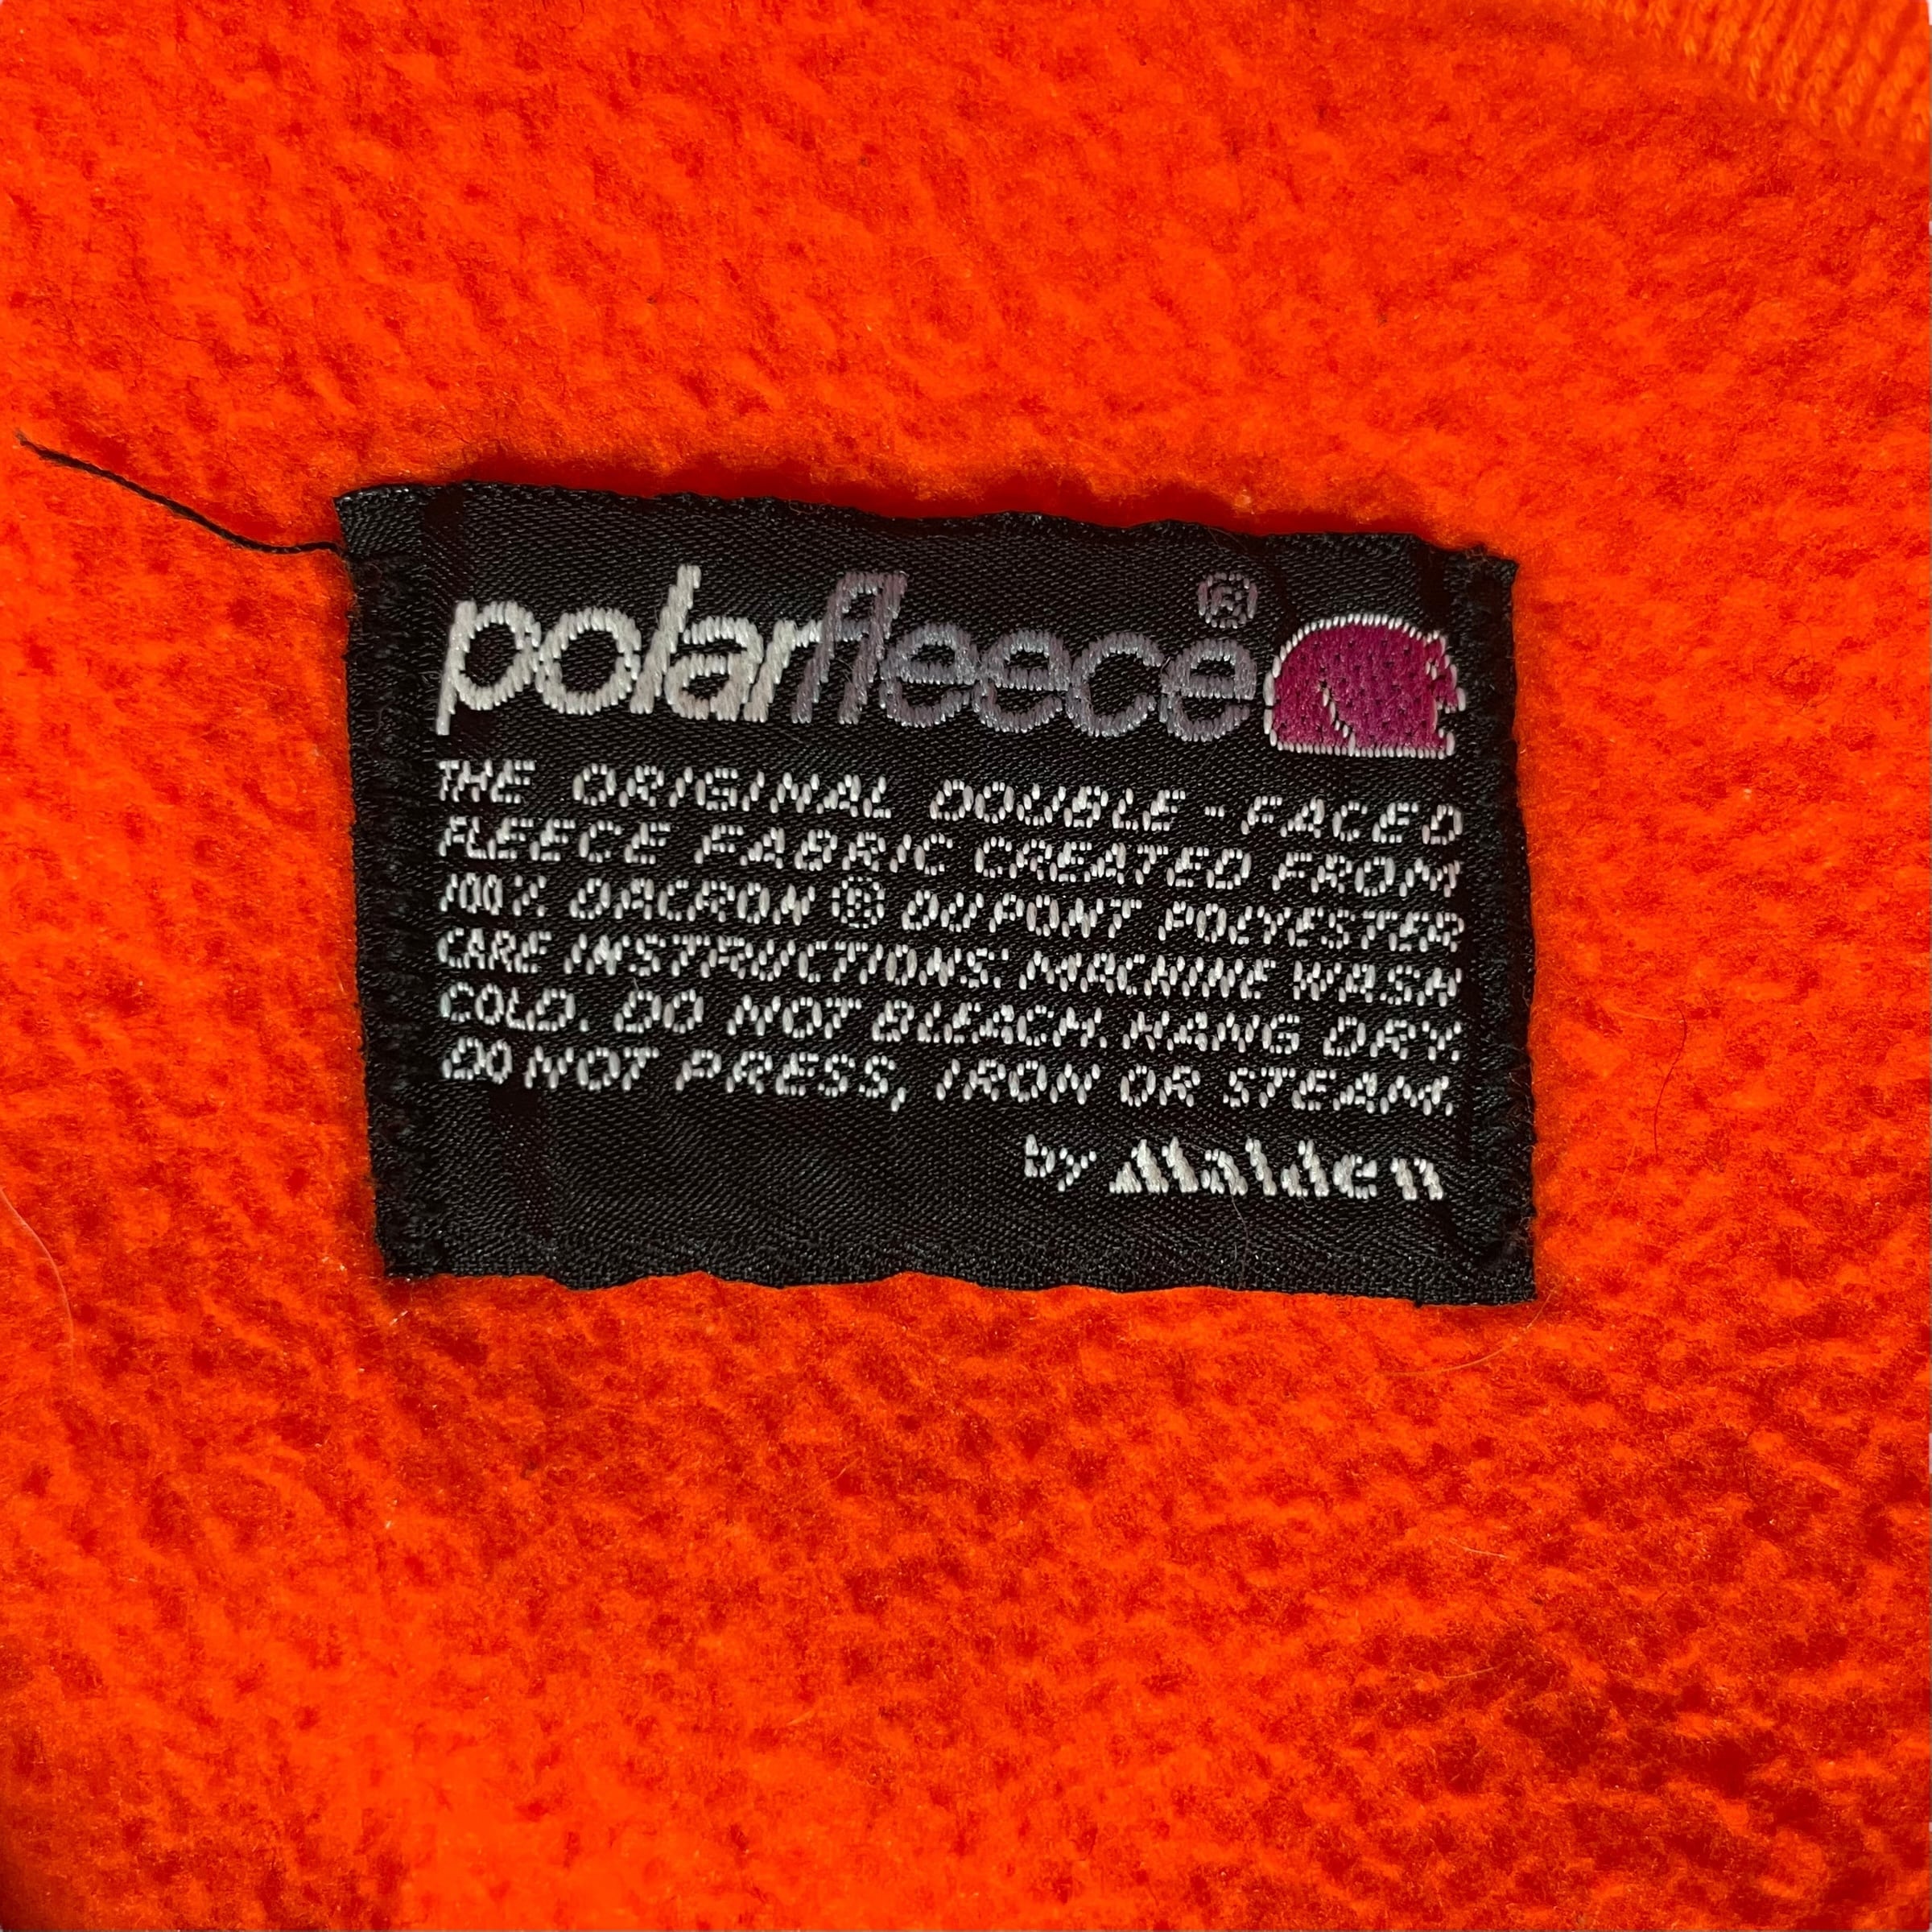 polarfleece®
THE ORIGINAL DOUBLE-FACED
FLEECE FABRIC CREATED FROM
100% DACRON® DUPONT POLYESTER
CARE INSTRUCTIONS: MACHINE WASH
COLD. DO NOT BLEACH. HANG DRY.
DO NOT PRESS, IRON OR STEAM.
by Malden